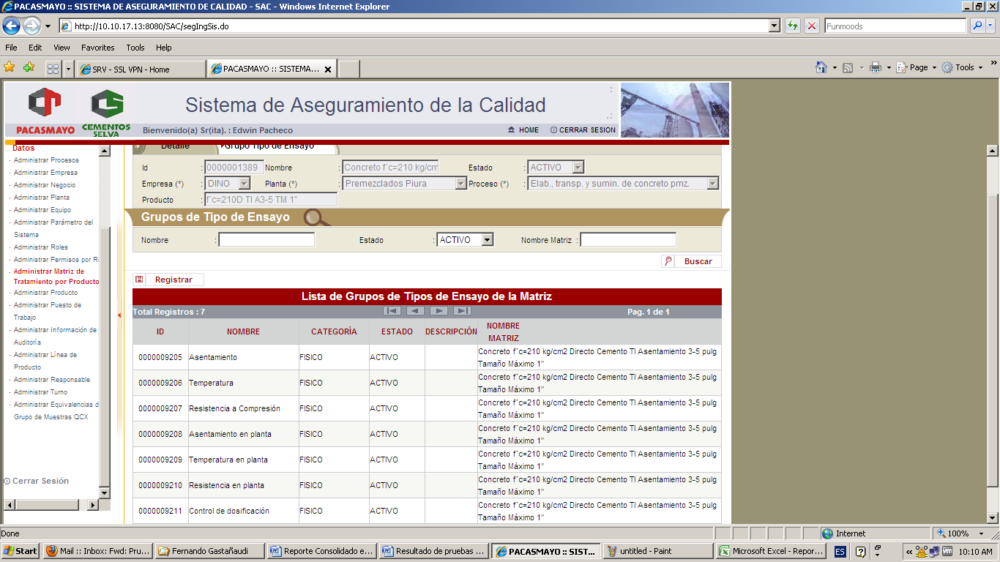 PACASMAYO :: SISTEMA DE ASEGURAMIENTO DE CALIDAD - SAC - Windows Internet Explorer
http://10.10.17.13:8080/SAC/segIngSis.do
Funmoods
File Edit View Favorites Tools Help
SRV - SSL VPN - Home
PACASMAYO :: SISTEMA...
Page Tools
PACASMAYO
CEMENTOS SELVA
Sistema de Aseguramiento de la Calidad
Bienvenido(a) Sr(ita). : Edwin Pacheco
HOME CERRAR SESION
Datos
· Administrar Procesos
· Administrar Empresa
· Administrar Negocio
· Administrar Planta
· Administrar Equipo
· Administrar Parámetro del
Sistema
· Administrar Roles
· Administrar Permisos por R
· Administrar Matriz de
Tratamiento por Producto
· Administrar Producto
· Administrar Puesto de
Trabajo
· Administrar Información de
Auditoría
· Administrar Línea de
Producto
· Administrar Responsable
· Administrar Turno
· Administrar Equivalencias d
Grupo de Muestras QCX
Cerrar Sesión
Detalle Grupo Tipo de Ensayo
Id : 0000001389 Nombre : Concreto f´c=210 kg/cm Estado : ACTIVO
Empresa (*) : DINO Planta (*) : Premezclados Piura Proceso (*) : Elab., transp. y sumin. de concreto pmz.
Producto : f´c=210D TI A3-5 TM 1"
Grupos de Tipo de Ensayo
Nombre : Estado : ACTIVO Nombre Matriz :
Buscar
Registrar
Lista de Grupos de Tipos de Ensayo de la Matriz
Total Registros : 7 Pag. 1 de 1
ID NOMBRE CATEGORÍA ESTADO DESCRIPCIÓN NOMBRE
MATRIZ
0000009205 Asentamiento FISICO ACTIVO Concreto f´c=210 kg/cm2 Directo Cemento TI Asentamiento 3-5 pulg
Tamaño Máximo 1"
0000009206 Temperatura FISICO ACTIVO Concreto f´c=210 kg/cm2 Directo Cemento TI Asentamiento 3-5 pulg
Tamaño Máximo 1"
0000009207 Resistencia a Compresión FISICO ACTIVO Concreto f´c=210 kg/cm2 Directo Cemento TI Asentamiento 3-5 pulg
Tamaño Máximo 1"
0000009208 Asentamiento en planta FISICO ACTIVO Concreto f´c=210 kg/cm2 Directo Cemento TI Asentamiento 3-5 pulg
Tamaño Máximo 1"
0000009209 Temperatura en planta FISICO ACTIVO Concreto f´c=210 kg/cm2 Directo Cemento TI Asentamiento 3-5 pulg
Tamaño Máximo 1"
0000009210 Resistencia en planta FISICO ACTIVO Concreto f´c=210 kg/cm2 Directo Cemento TI Asentamiento 3-5 pulg
Tamaño Máximo 1"
0000009211 Control de dosificación FISICO ACTIVO Concreto f´c=210 kg/cm2 Directo Cemento TI Asentamiento 3-5 pulg
Tamaño Máximo 1"
Done Internet 100%
Start Mail :: Inbox: Fwd: Pru... Fernando Gastañaudi Reporte Consolidado e... Resultado de pruebas ... PACASMAYO :: SIST... untitled - Paint Microsoft Excel - Repor... ES 10:10 AM